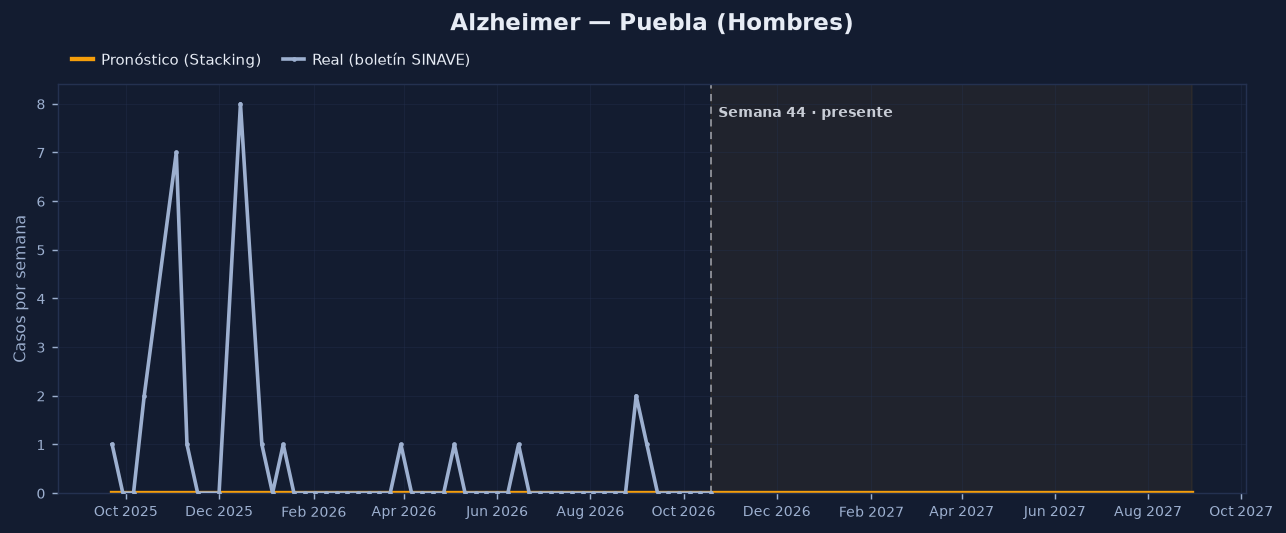 Alzheimer — Puebla (Hombres)
Pronóstico (Stacking)
Real (boletín SINAVE)
Semana 44 · presente
Casos por semana
8
7
6
5
4
3
2
1
0
Oct 2025
Dec 2025
Feb 2026
Apr 2026
Jun 2026
Aug 2026
Oct 2026
Dec 2026
Feb 2027
Apr 2027
Jun 2027
Aug 2027
Oct 2027